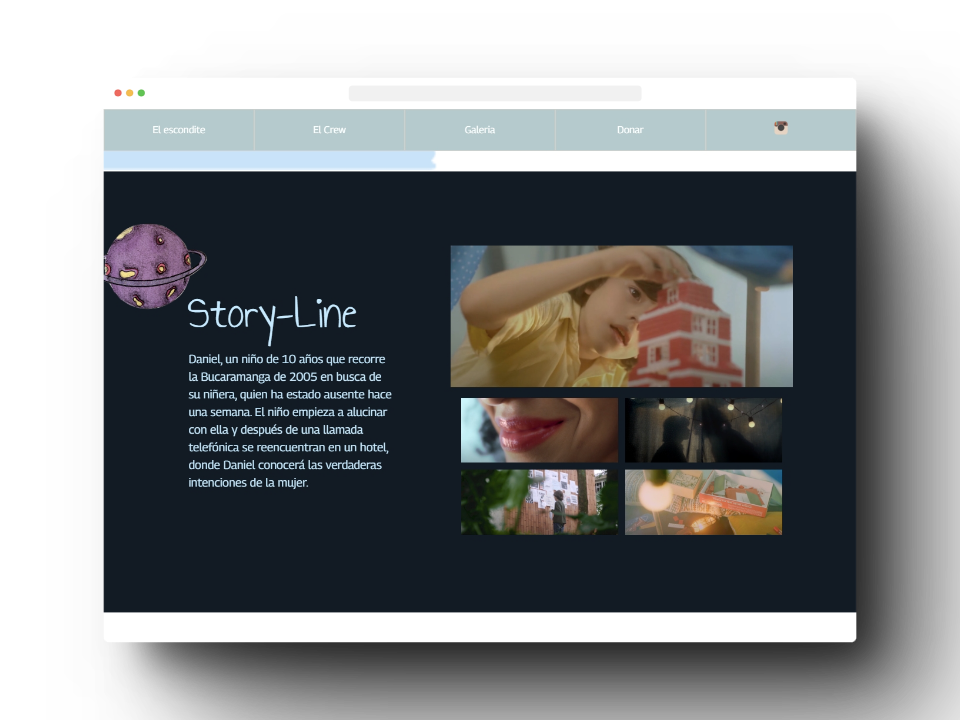 El escondite
El Crew
Galeria
Donar
Story-Line
Daniel, un niño de 10 años que recorre
la Bucaramanga de 2005 en busca de
su niñera, quien ha estado ausente hace
una semana. El niño empieza a alucinar
con ella y después de una llamada
telefónica se reencuentran en un hotel,
donde Daniel conocerá las verdaderas
intenciones de la mujer.